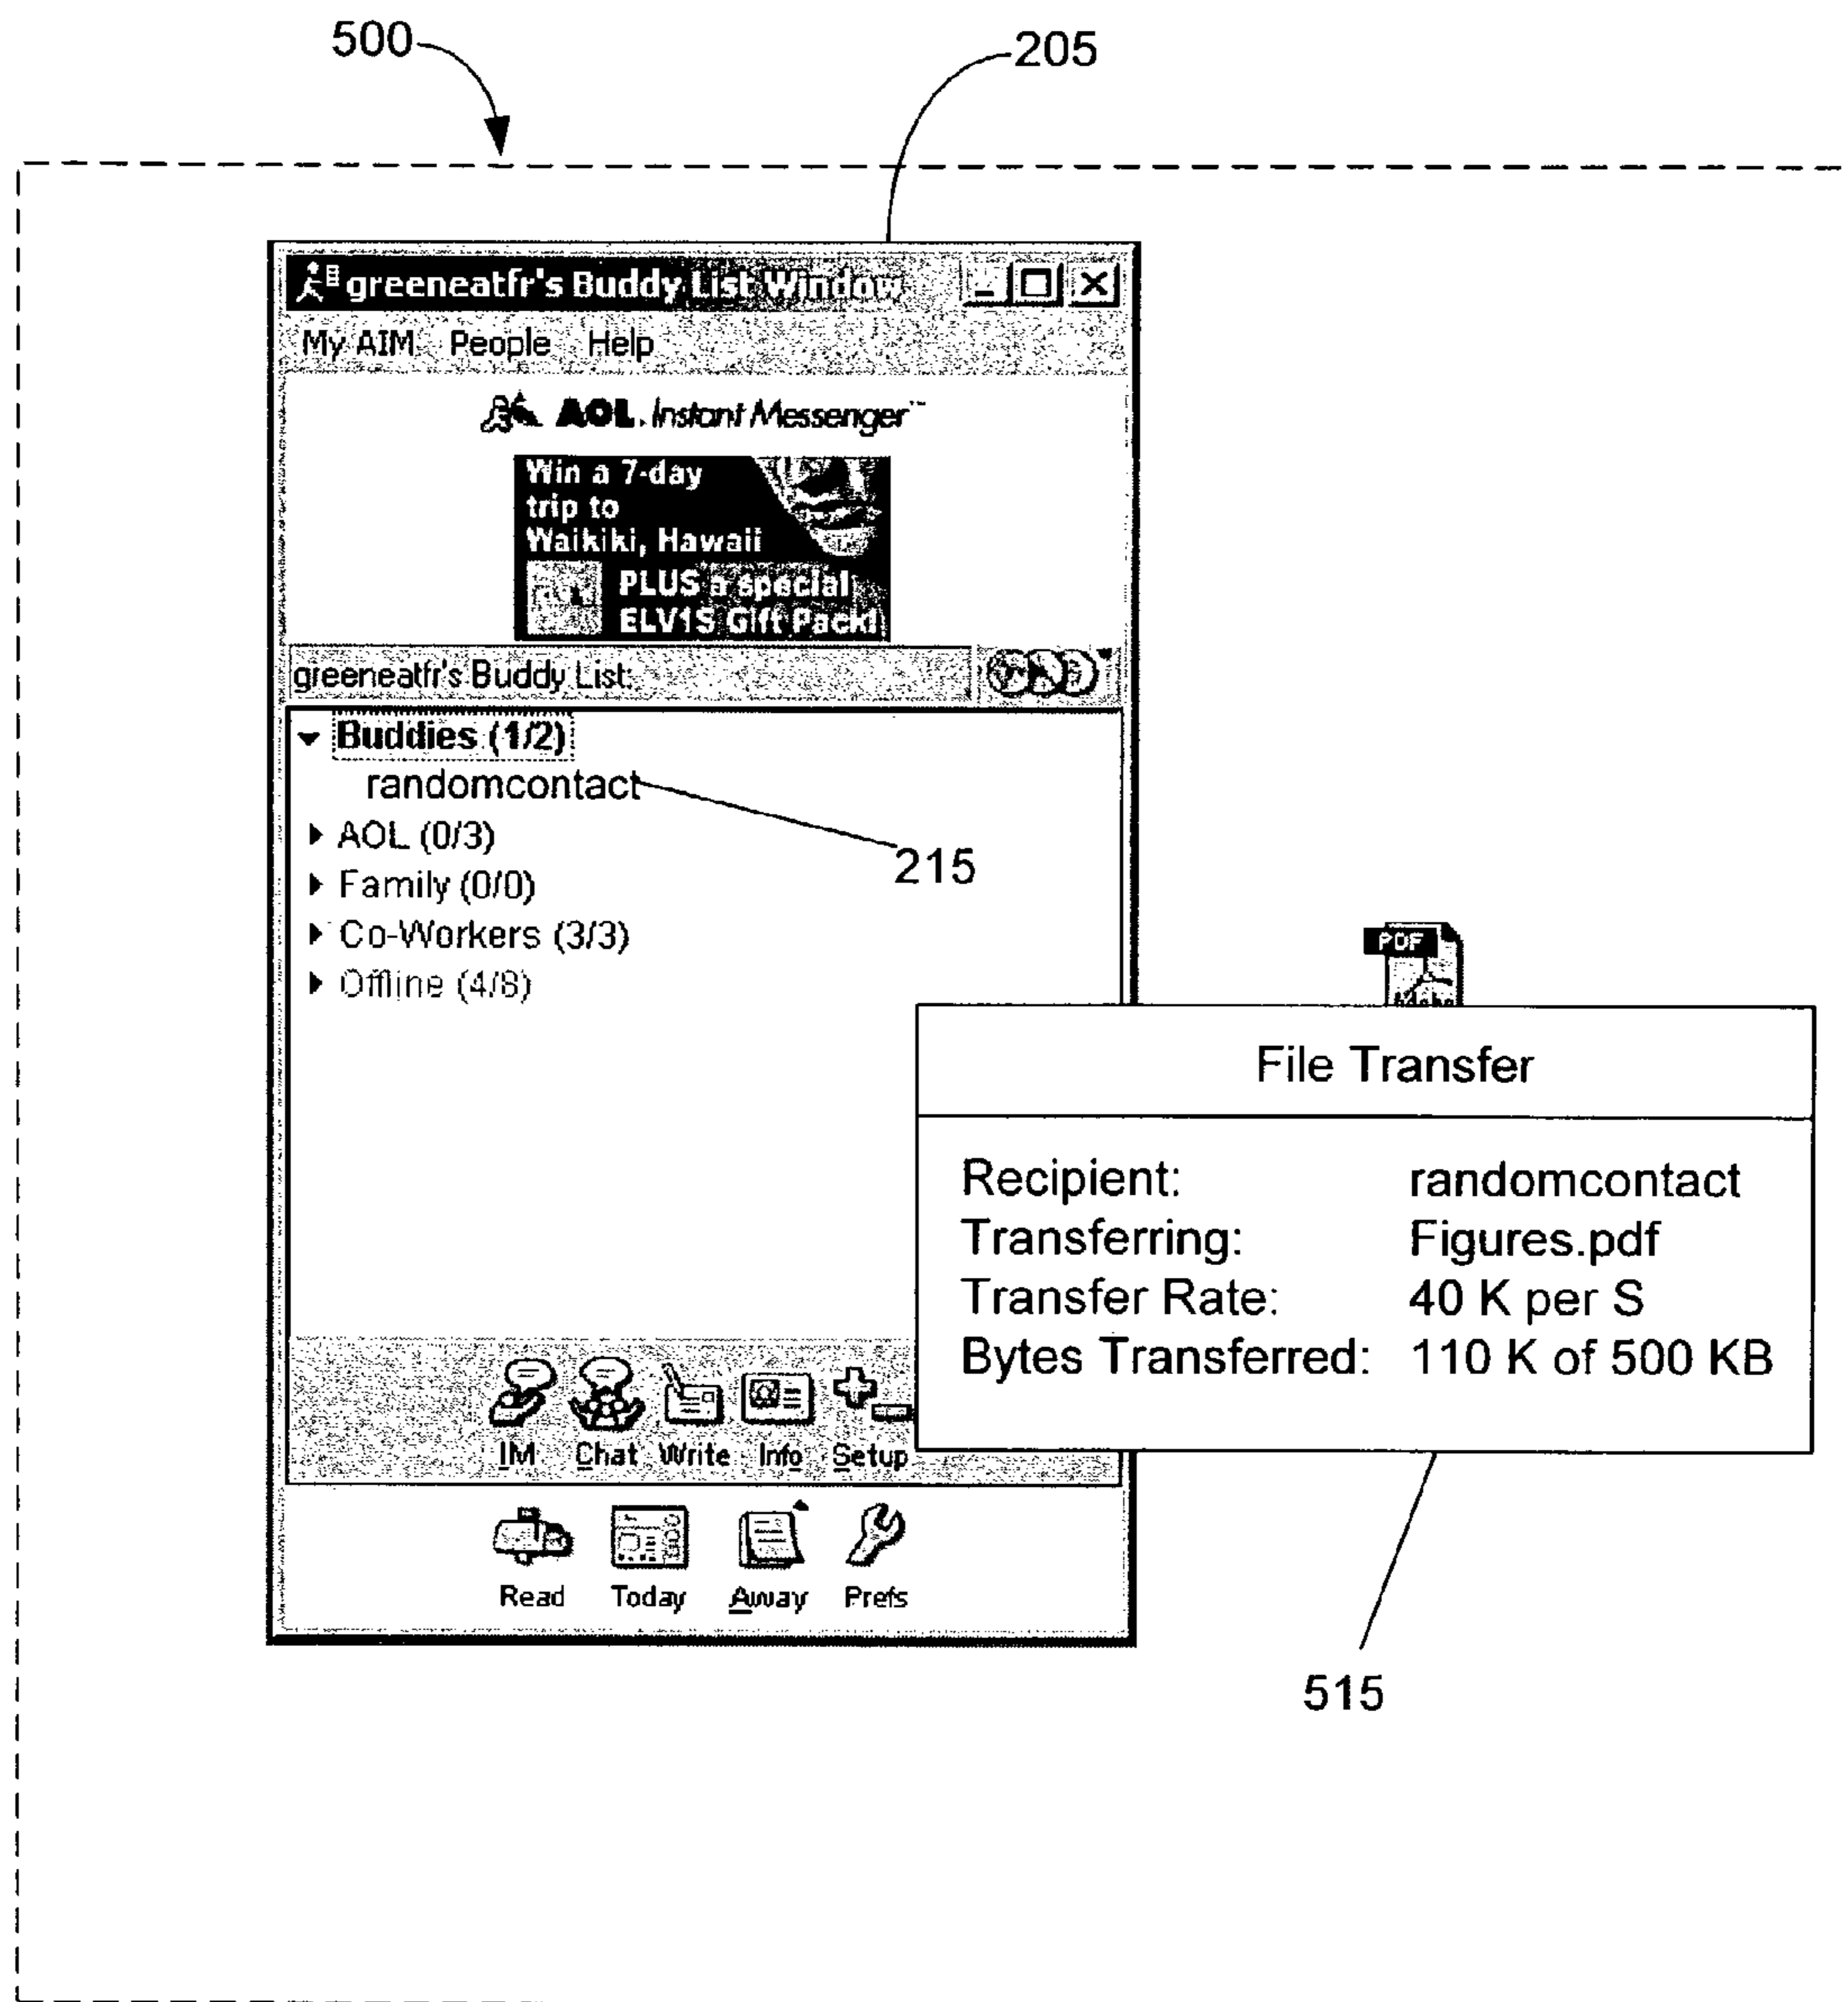 500
205
greeneatfr's Buddy List Window
My AIM People Help
AOL Instant Messenger™
Win a 7-day
trip to
Waikiki, Hawaii
PLUS a special
ELV1S Gift Pack!
greeneatfr's Buddy List:
Buddies (1/2)
randomcontact
AOL (0/3)
215
Family (0/0)
Co-Workers (3/3)
Offline (4/8)
PDF
Adobe
File Transfer
Recipient: randomcontact
Transferring: Figures.pdf
Transfer Rate: 40 K per S
Bytes Transferred: 110 K of 500 KB
IM Chat Write Info Setup
Read Today Away Prefs
515